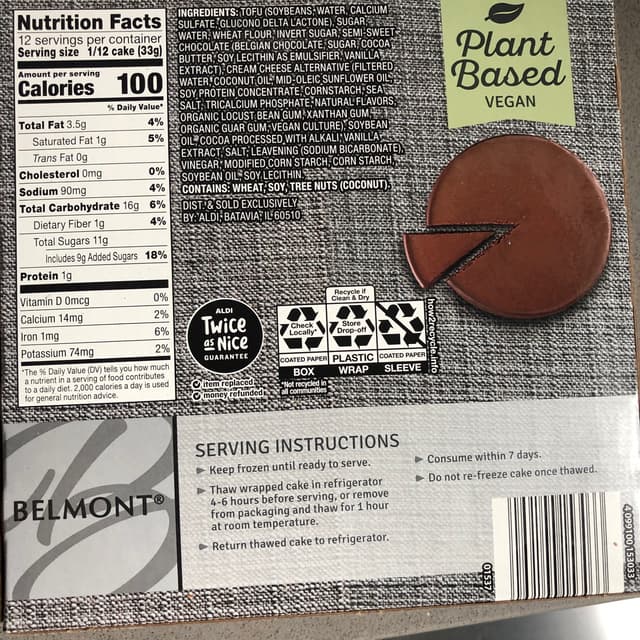 Nutrition Facts
12 servings per container
Serving size 1/12 cake (33g)
Amount per serving
Calories 100
% Daily Value*
Total Fat 3.5g 4%
Saturated Fat 1g 5%
Trans Fat 0g
Cholesterol 0mg 0%
Sodium 90mg 4%
Total Carbohydrate 16g 6%
Dietary Fiber 1g 4%
Total Sugars 11g
Includes 9g Added Sugars 18%
Protein 1g
Vitamin D 0mcg 0%
Calcium 14mg 2%
Iron 1mg 6%
Potassium 74mg 2%
*The % Daily Value (DV) tells you how much
a nutrient in a serving of food contributes
to a daily diet. 2,000 calories a day is used
for general nutrition advice.
INGREDIENTS: TOFU (SOYBEANS, WATER, CALCIUM
SULFATE, GLUCONO DELTA LACTONE), SUGAR,
WATER, WHEAT FLOUR, INVERT SUGAR, SEMI-SWEET
CHOCOLATE (BELGIAN CHOCOLATE, SUGAR, COCOA
BUTTER, SOY LECITHIN AS EMULSIFIER, VANILLA
EXTRACT), CREAM CHEESE ALTERNATIVE (FILTERED
WATER, COCONUT OIL, MID-OLEIC SUNFLOWER OIL,
SOY PROTEIN CONCENTRATE, CORNSTARCH, SEA
SALT, TRICALCIUM PHOSPHATE, NATURAL FLAVORS,
ORGANIC LOCUST BEAN GUM, XANTHAN GUM,
ORGANIC GUAR GUM, VEGAN CULTURE), SOYBEAN
OIL, COCOA PROCESSED WITH ALKALI, VANILLA
EXTRACT, SALT, LEAVENING (SODIUM BICARBONATE),
VINEGAR, MODIFIED CORN STARCH, CORN STARCH,
SOYBEAN OIL, SOY LECITHIN.
CONTAINS: WHEAT, SOY, TREE NUTS (COCONUT).
DIST. & SOLD EXCLUSIVELY
BY: ALDI, BATAVIA, IL 60510
Plant
Based
VEGAN
ALDI
Twice
as Nice
GUARANTEE
item replaced
money refunded
Recycle if
Clean & Dry
Check
Locally*
Store
Drop-off
COATED PAPER
BOX
*Not recycled in
all communities
PLASTIC
WRAP
COATED PAPER
SLEEVE
how2recycle.info
BELMONT®
SERVING INSTRUCTIONS
Keep frozen until ready to serve.
Thaw wrapped cake in refrigerator
4-6 hours before serving, or remove
from packaging and thaw for 1 hour
at room temperature.
Return thawed cake to refrigerator.
Consume within 7 days.
Do not re-freeze cake once thawed.
01537
4099100153033